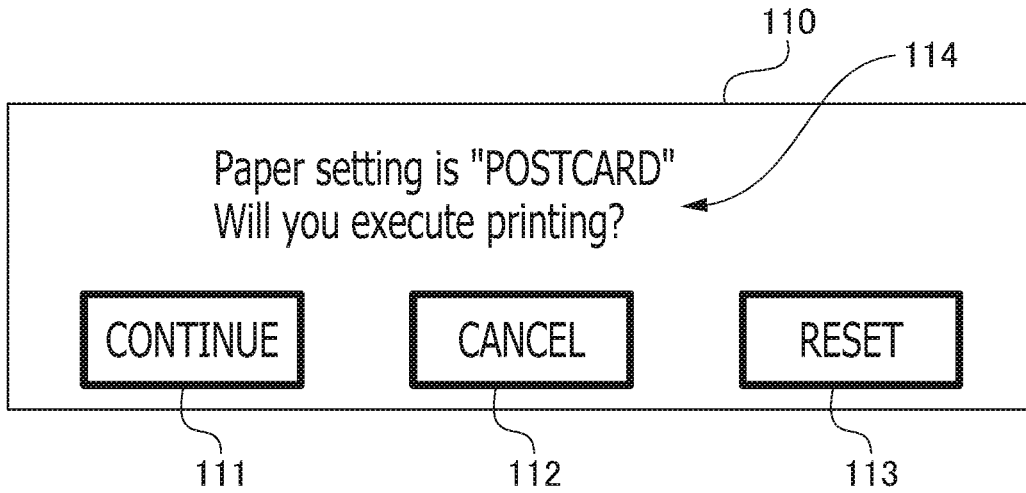 110
114
Paper setting is "POSTCARD"
Will you execute printing?
CONTINUE CANCEL RESET
111 112 113